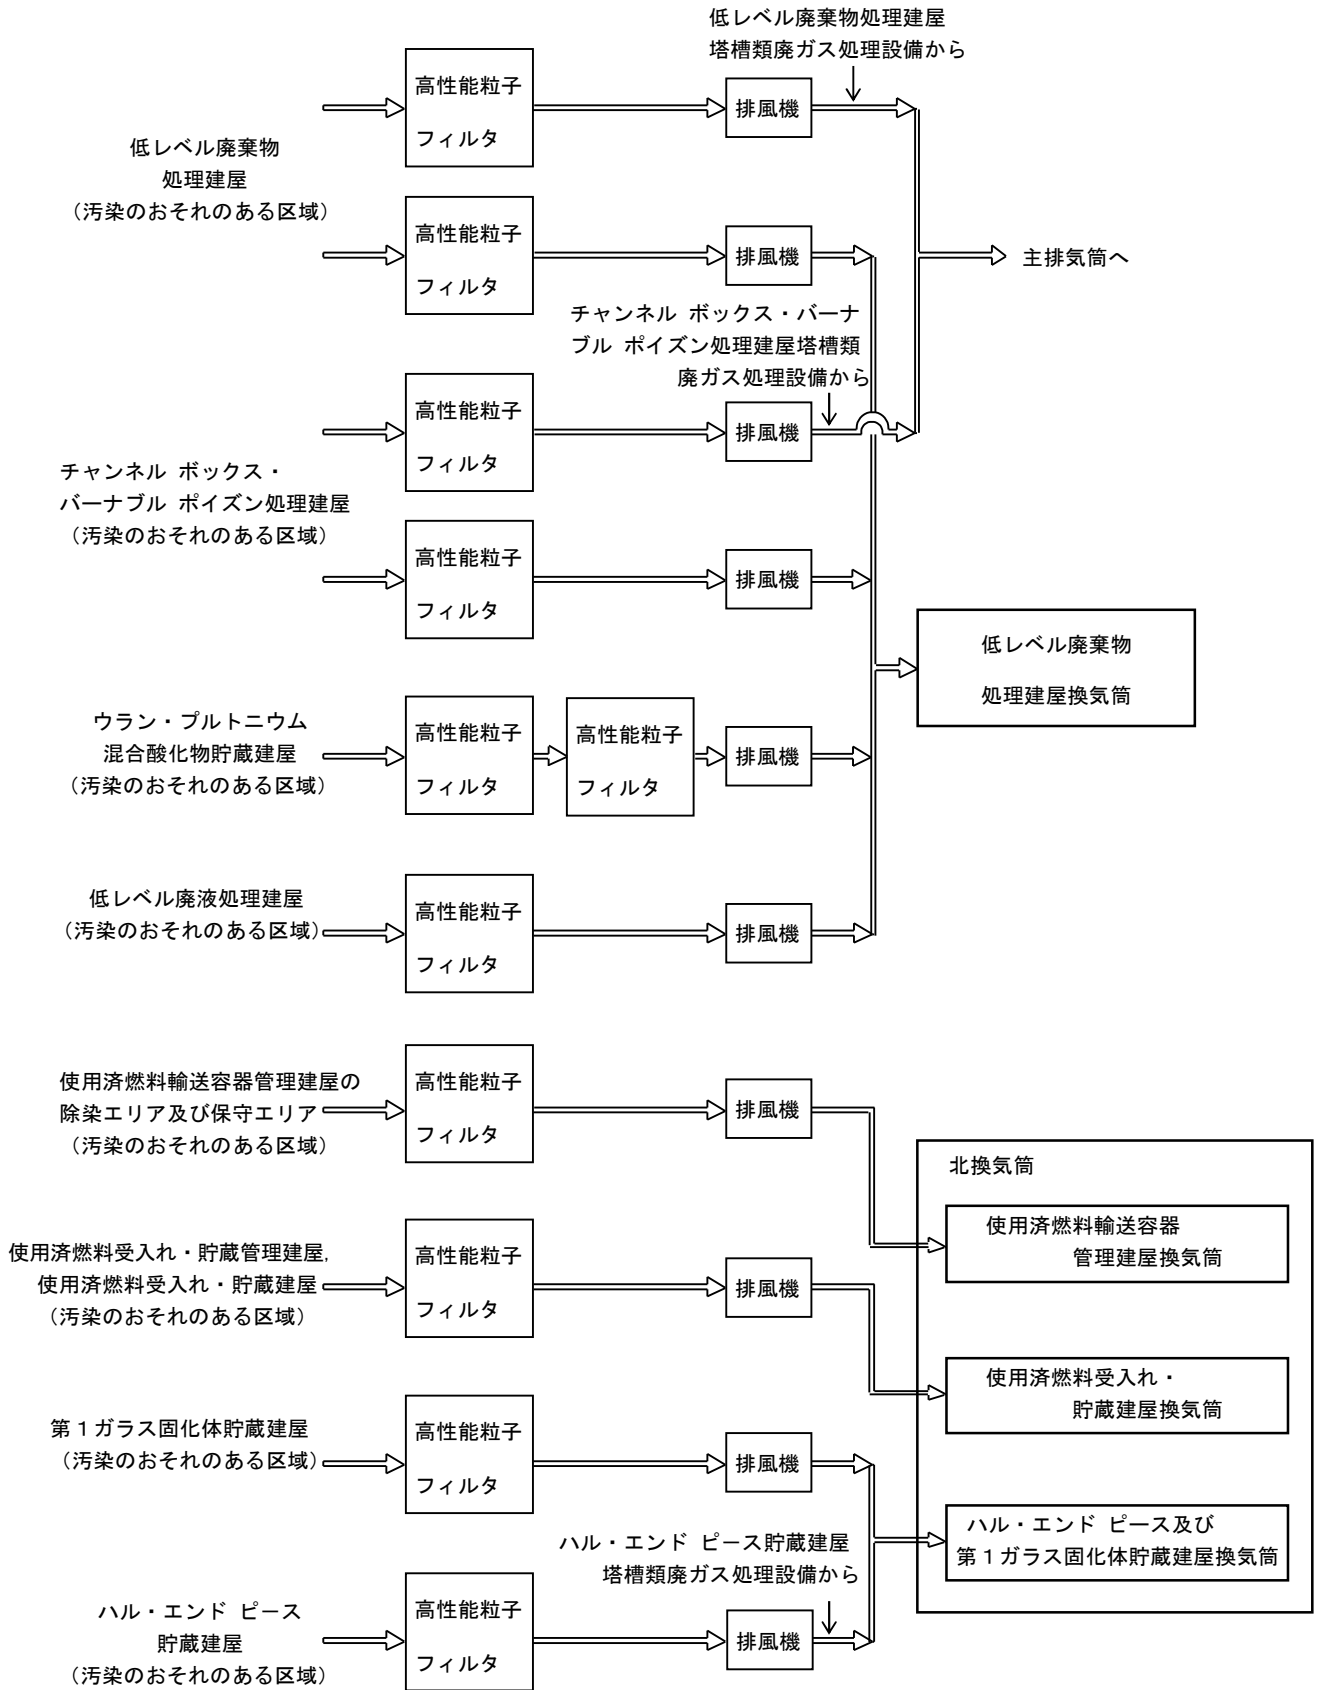 低レベル廃棄物処理建屋
塔槽類廃ガス処理設備から
高性能粒子
フィルタ
排風機
低レベル廃棄物
処理建屋
（汚染のおそれのある区域）
高性能粒子
フィルタ
排風機
主排気筒へ
チャンネル ボックス・バーナ
ブル ポイズン処理建屋塔槽類
廃ガス処理設備から
高性能粒子
フィルタ
排風機
チャンネル ボックス・
バーナブル ポイズン処理建屋
（汚染のおそれのある区域）
高性能粒子
フィルタ
排風機
低レベル廃棄物
処理建屋換気筒
ウラン・プルトニウム
混合酸化物貯蔵建屋
（汚染のおそれのある区域）
高性能粒子
フィルタ
高性能粒子
フィルタ
排風機
低レベル廃液処理建屋
（汚染のおそれのある区域）
高性能粒子
フィルタ
排風機
使用済燃料輸送容器管理建屋の
除染エリア及び保守エリア
（汚染のおそれのある区域）
高性能粒子
フィルタ
排風機
北換気筒
使用済燃料輸送容器
管理建屋換気筒
使用済燃料受入れ・貯蔵管理建屋,
使用済燃料受入れ・貯蔵建屋
（汚染のおそれのある区域）
高性能粒子
フィルタ
排風機
使用済燃料受入れ・
貯蔵建屋換気筒
第１ガラス固化体貯蔵建屋
（汚染のおそれのある区域）
高性能粒子
フィルタ
排風機
ハル・エンド ピース及び
第１ガラス固化体貯蔵建屋換気筒
ハル・エンド ピース貯蔵建屋
塔槽類廃ガス処理設備から
ハル・エンド ピース
貯蔵建屋
（汚染のおそれのある区域）
高性能粒子
フィルタ
排風機